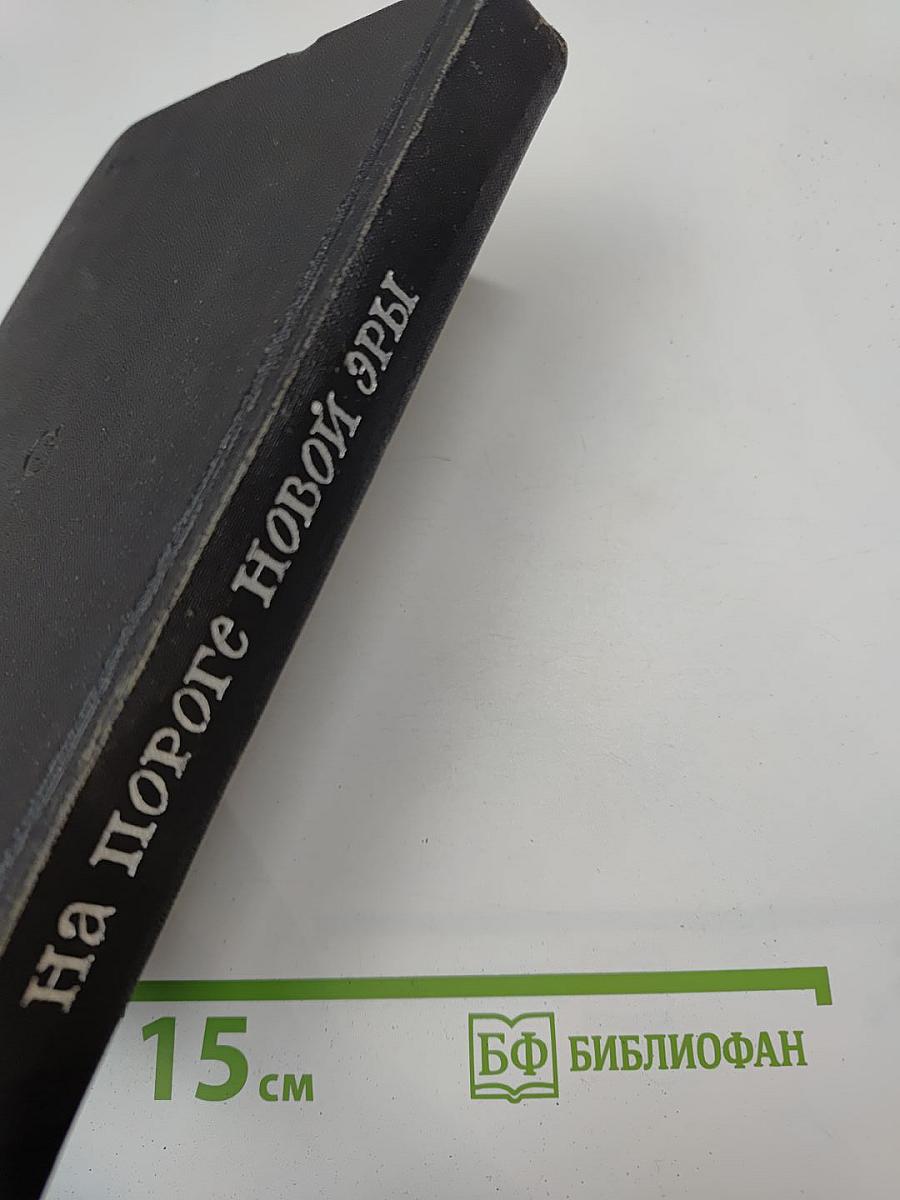 На пороге новой эры
15 см
БФ БИБЛИОФАН